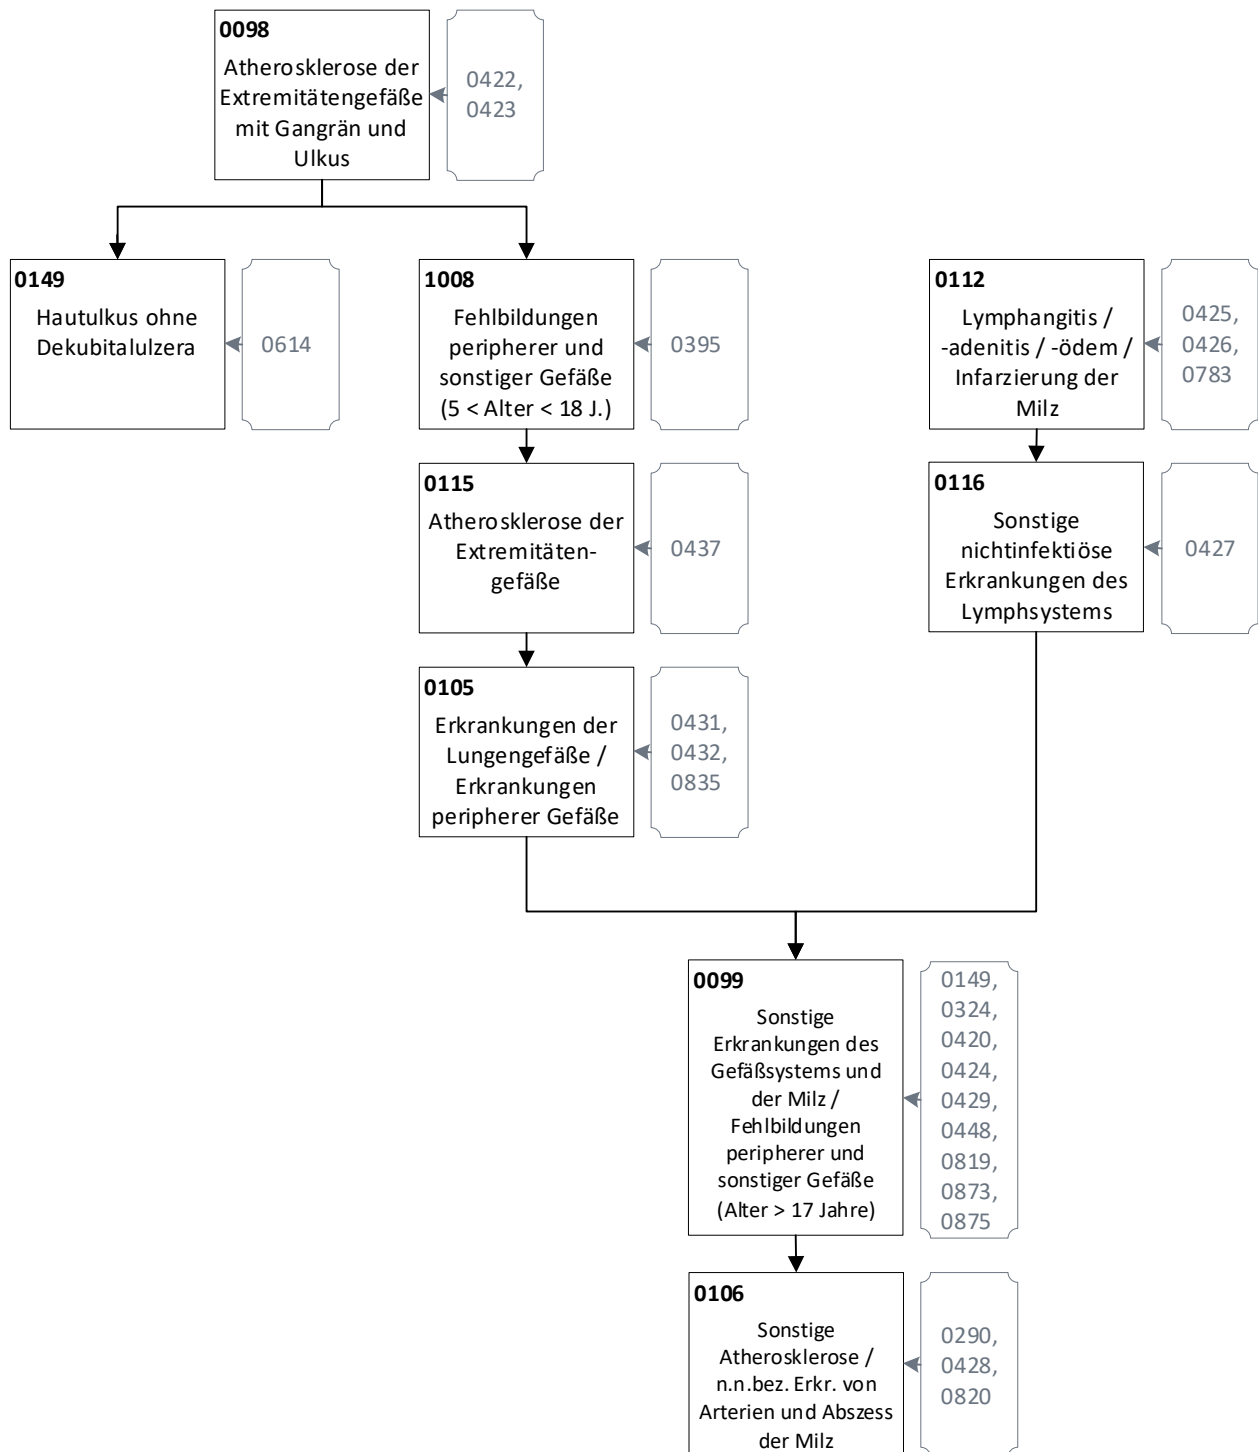 0098
Atherosklerose der
Extremitätengefäße
mit Gangrän und
Ulkus
0422,
0423
0149
Hautulkus ohne
Dekubitalulzera
0614
1008
Fehlbildungen
peripherer und
sonstiger Gefäße
(5 < Alter < 18 J.)
0395
0112
Lymphangitis /
-adenitis / -ödem /
Infarzierung der
Milz
0425,
0426,
0783
0115
Atherosklerose der
Extremitäten-
gefäße
0437
0116
Sonstige
nichtinfektiöse
Erkrankungen des
Lymphsystems
0427
0105
Erkrankungen der
Lungengefäße /
Erkrankungen
peripherer Gefäße
0431,
0432,
0835
0099
Sonstige
Erkrankungen des
Gefäßsystems und
der Milz /
Fehlbildungen
peripherer und
sonstiger Gefäße
(Alter > 17 Jahre)
0149,
0324,
0420,
0424,
0429,
0448,
0819,
0873,
0875
0106
Sonstige
Atherosklerose /
n.n.bez. Erkr. von
Arterien und Abszess
der Milz
0290,
0428,
0820